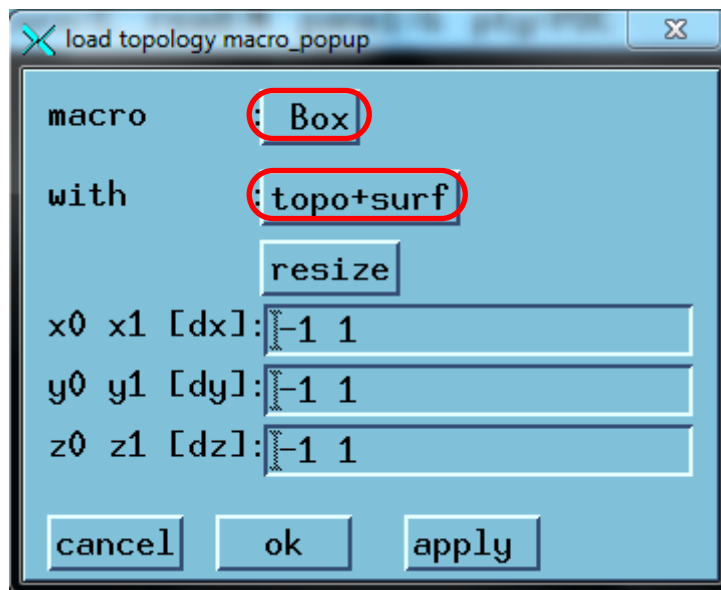 load topology macro_popup
macro : Box
with : topo+surf
resize
x0 x1 [dx]: -1 1
y0 y1 [dy]: -1 1
z0 z1 [dz]: -1 1
cancel ok apply